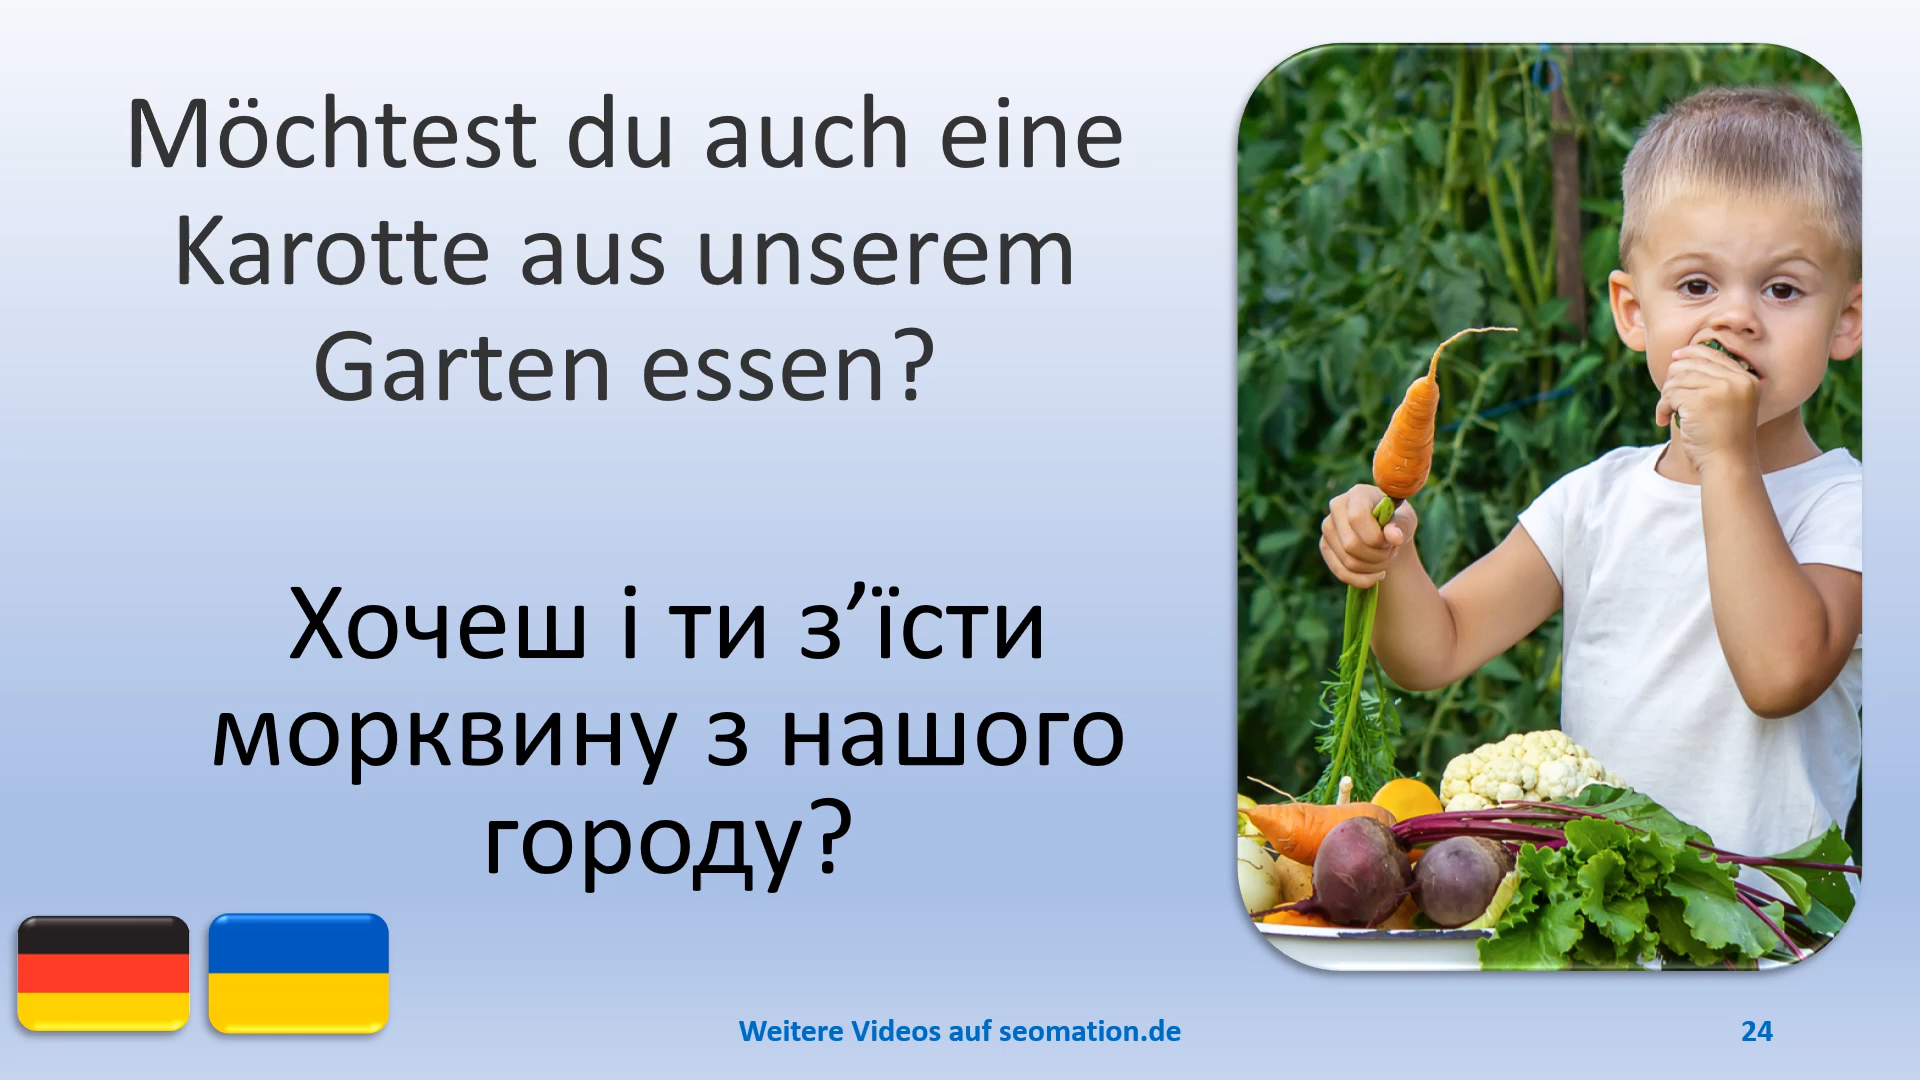 Möchtest du auch eine
Karotte aus unserem
Garten essen?
Хочеш і ти з’їсти
морквину з нашого
городу?
Weitere Videos auf seomation.de
24